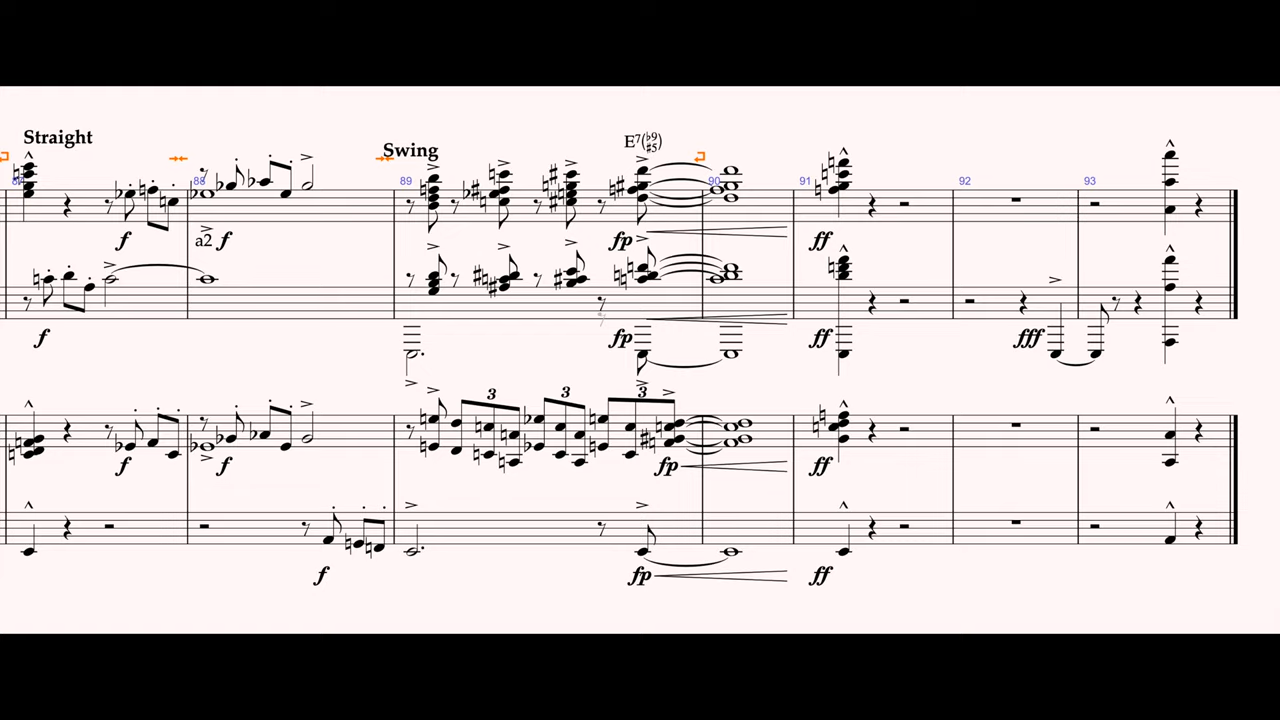 Straight
Swing
E7(♭9 ♯5)
88 89 90 91 92 93
f a2 f fp ff
f fp ff fff
3 3 3
f f fp ff
f fp ff